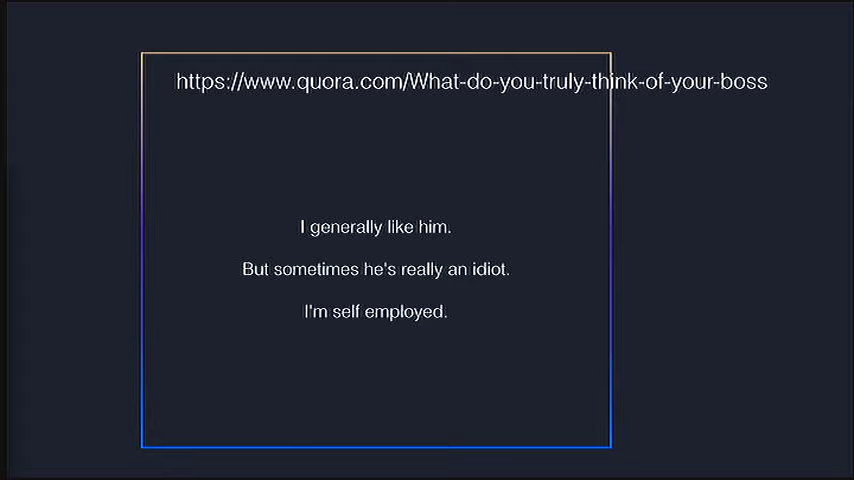 https://www.quora.com/What-do-you-truly-think-of-your-boss
I generally like him.
But sometimes he's really an idiot.
I'm self employed.